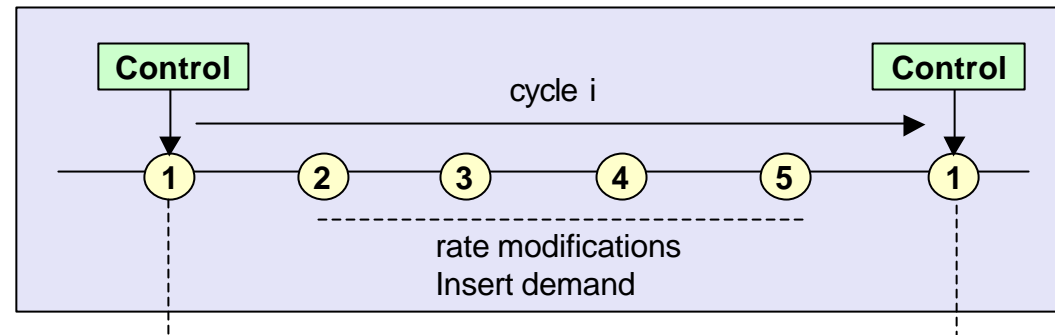 Control
Control
cycle i
1
2
3
4
5
1
rate modifications
Insert demand